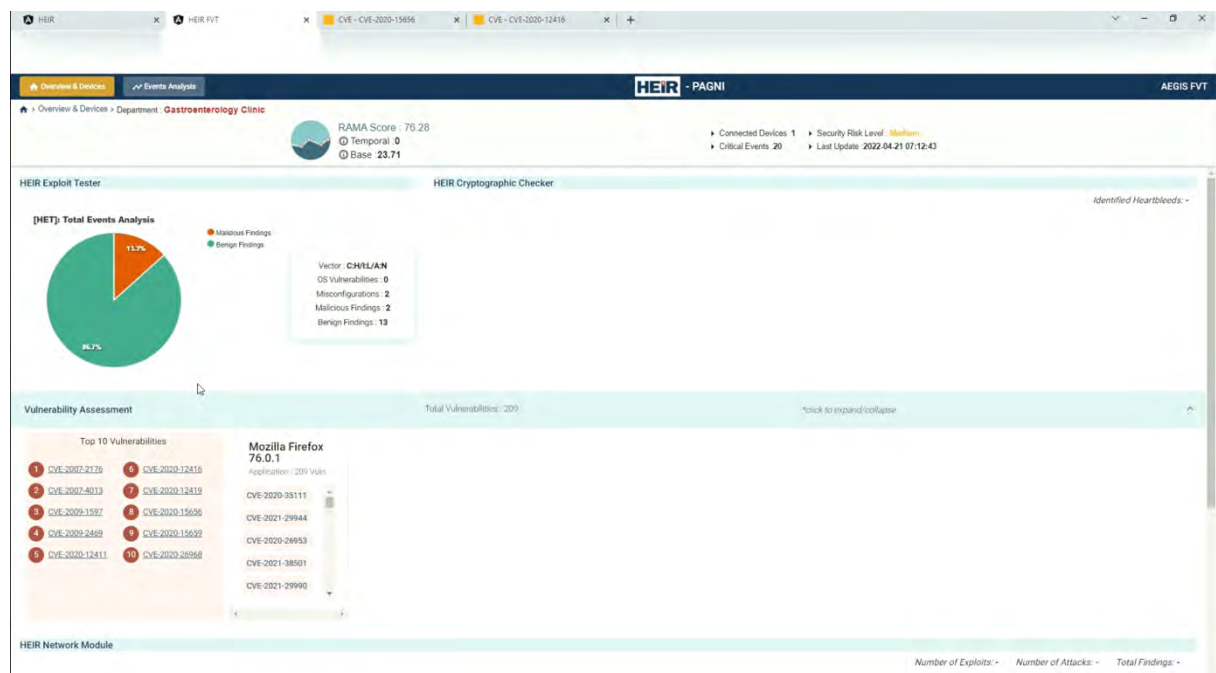 HEIR
HEIR FVT
CVE - CVE-2020-15656
CVE - CVE-2020-12416
Overview & Devices
Events Analysis
HEIR - PAGNI
AEGIS FVT
> Overview & Devices > Department : Gastroenterology Clinic
RAMA Score : 76.28
Temporal :0
Base :23.71
Connected Devices :1
Security Risk Level : Medium
Critical Events :20
Last Update :2022-04-21 07:12:43
HEIR Exploit Tester
HEIR Cryptographic Checker
Identified Heartbleeds: -
[HET]: Total Events Analysis
Malicious Findings
Benign Findings
13.3%
86.7%
Vector : C:H/I:L/A:N
OS Vulnerabilities : 0
Misconfigurations : 2
Malicious Findings : 2
Benign Findings : 13
Vulnerability Assessment
Total Vulnerabilities : 209
*click to expand/collapse
Top 10 Vulnerabilities
1 CVE-2007-2176
6 CVE-2020-12416
2 CVE-2007-4013
7 CVE-2020-12419
3 CVE-2009-1597
8 CVE-2020-15656
4 CVE-2009-2469
9 CVE-2020-15659
5 CVE-2020-12411
10 CVE-2020-26968
Mozilla Firefox
76.0.1
Application - 209 Vuln
CVE-2020-35111
CVE-2021-29944
CVE-2020-26953
CVE-2021-38501
CVE-2021-29990
HEIR Network Module
Number of Exploits: -
Number of Attacks: -
Total Findings: -